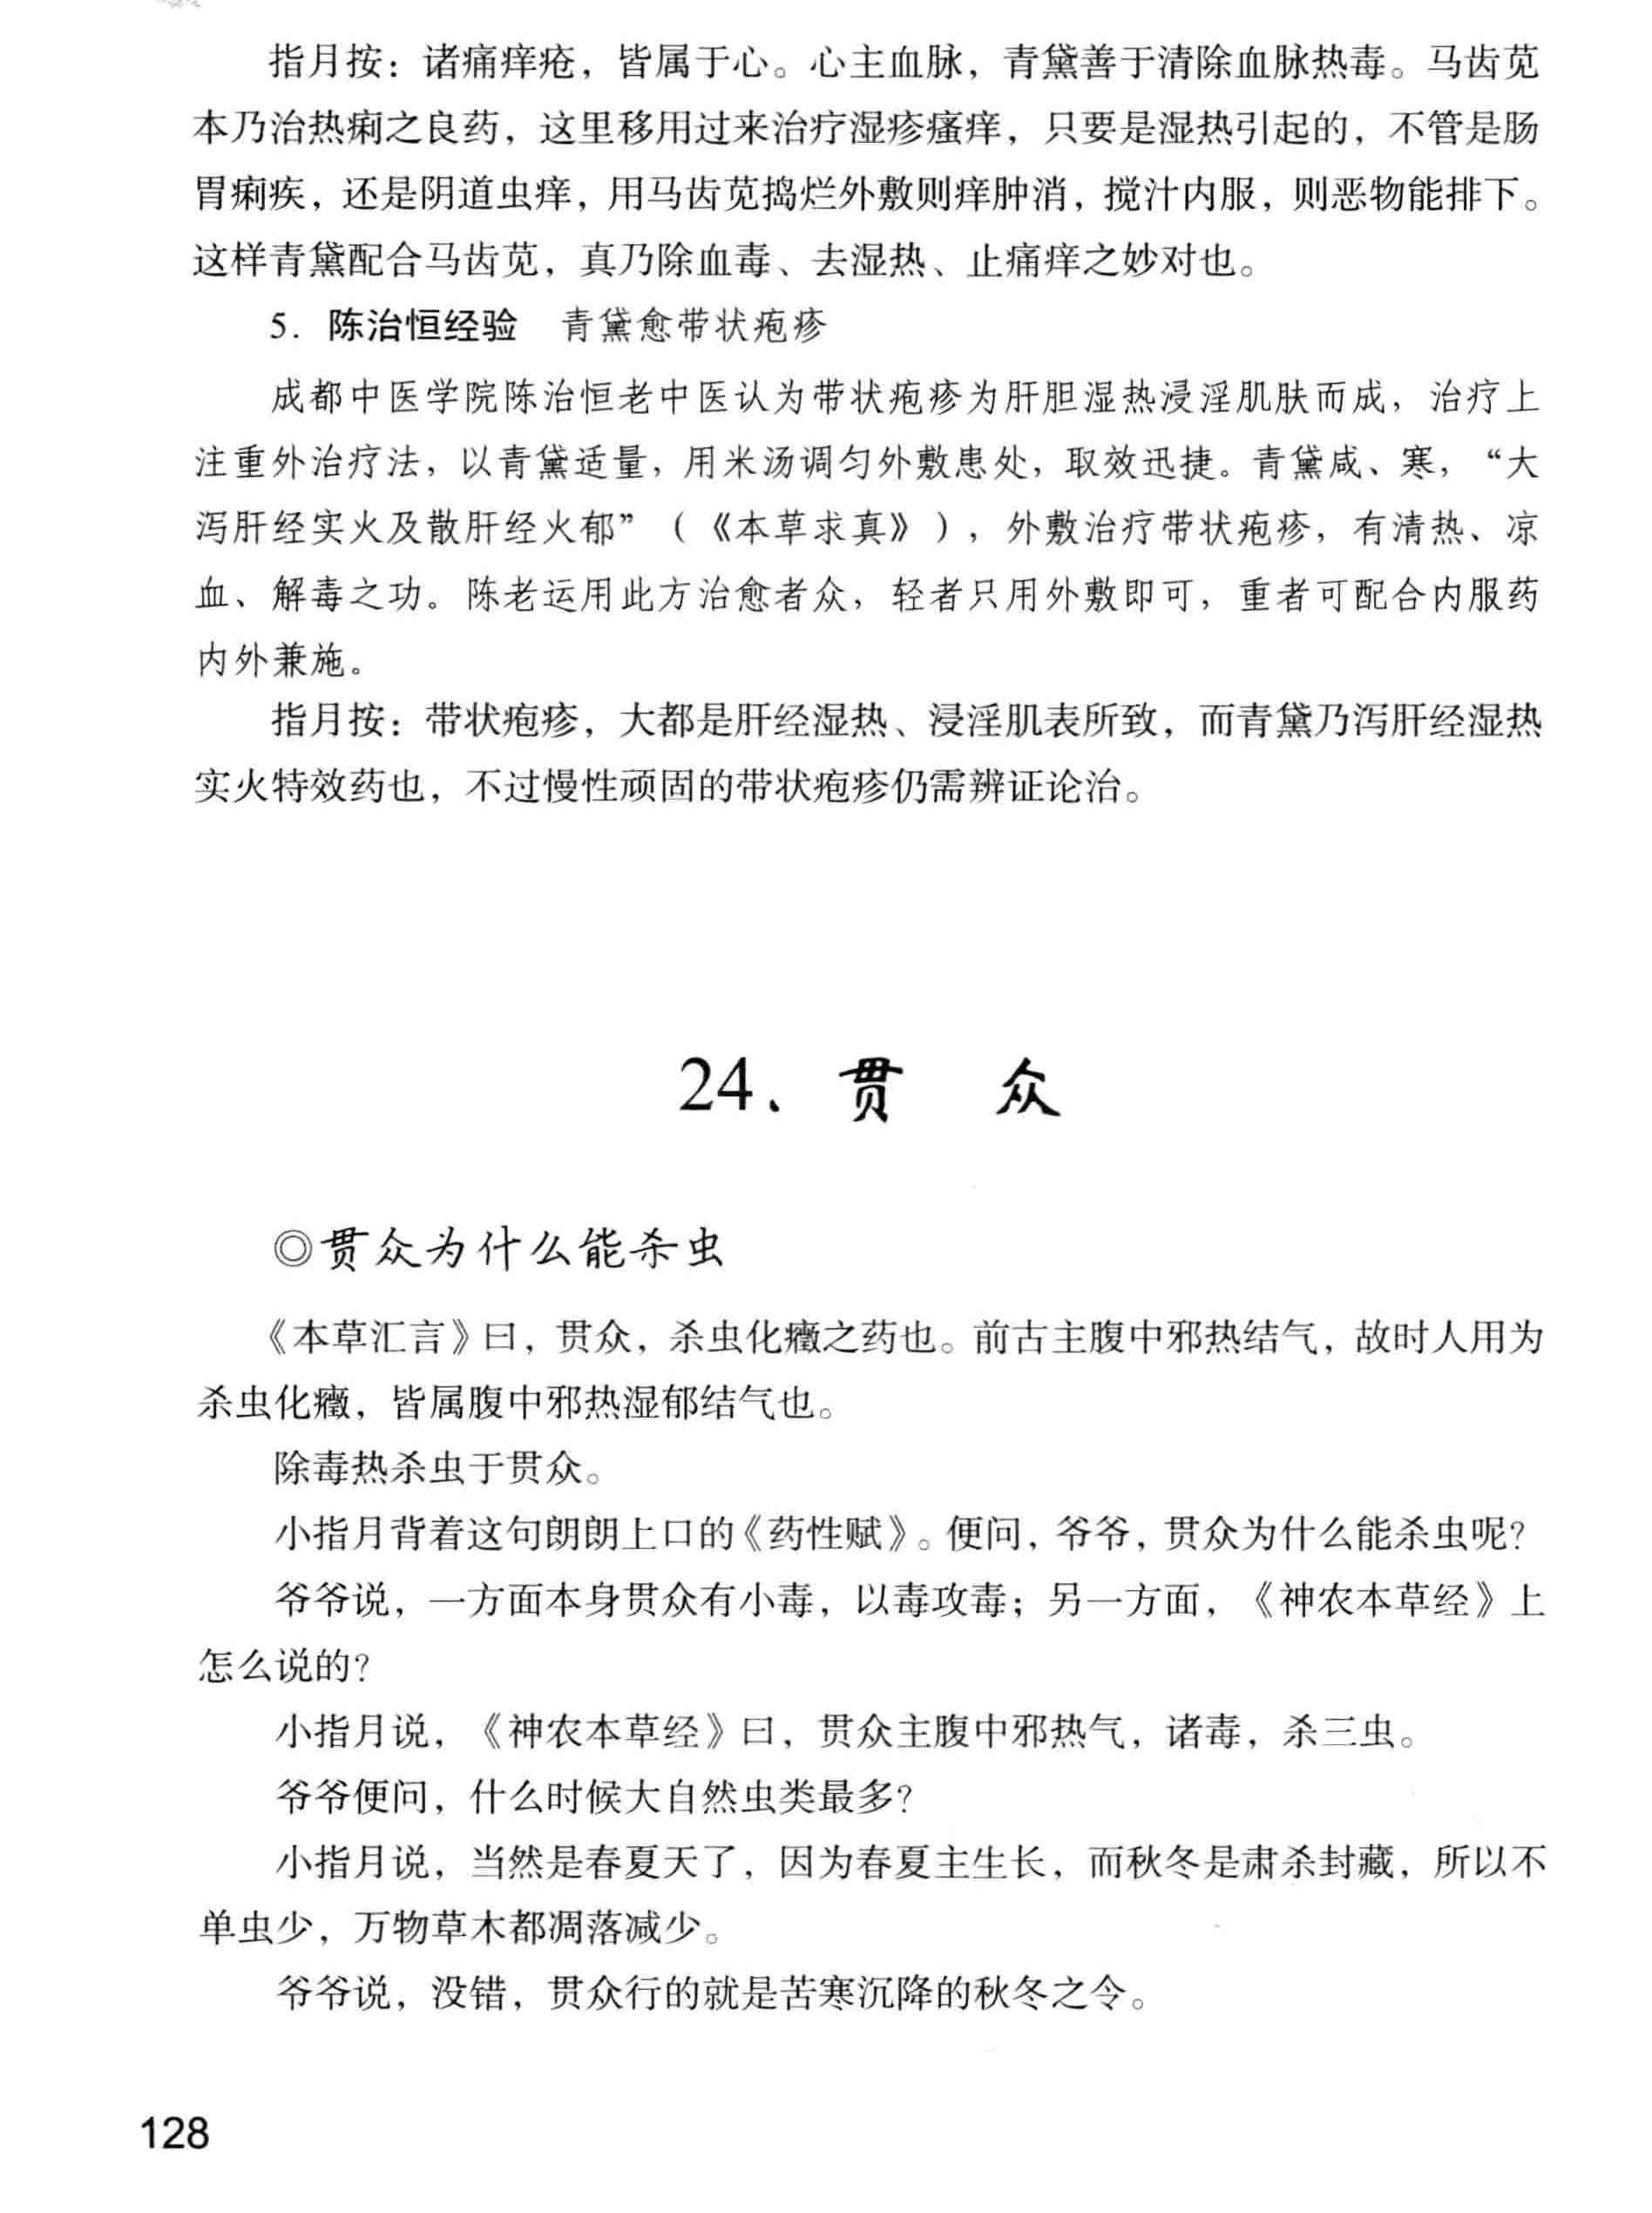 指月按：诸痛痒疮，皆属于心。心主血脉，青黛善于清除血脉热毒。马齿苋
本乃治热痢之良药，这里移用过来治疗湿疹瘙痒，只要是湿热引起的，不管是肠
胃痢疾，还是阴道虫痒，用马齿苋捣烂外敷则痒肿消，搅汁内服，则恶物能排下。
这样青黛配合马齿苋，真乃除血毒、去湿热、止痛痒之妙对也。
5. 陈治恒经验 青黛愈带状疱疹
成都中医学院陈治恒老中医认为带状疱疹为肝胆湿热浸淫肌肤而成，治疗上
注重外治疗法，以青黛适量，用米汤调匀外敷患处，取效迅捷。青黛咸、寒，“大
泻肝经实火及散肝经火郁”（《本草求真》），外敷治疗带状疱疹，有清热、凉
血、解毒之功。陈老运用此方治愈者众，轻者只用外敷即可，重者可配合内服药
内外兼施。
指月按：带状疱疹，大都是肝经湿热、浸淫肌表所致，而青黛乃泻肝经湿热
实火特效药也，不过慢性顽固的带状疱疹仍需辨证论治。
24、贯 众
◎贯众为什么能杀虫
《本草汇言》曰，贯众，杀虫化癥之药也。前古主腹中邪热结气，故时人用为
杀虫化癥，皆属腹中邪热湿郁结气也。
除毒热杀虫于贯众。
小指月背着这句朗朗上口的《药性赋》。便问，爷爷，贯众为什么能杀虫呢？
爷爷说，一方面本身贯众有小毒，以毒攻毒；另一方面，《神农本草经》上
怎么说的？
小指月说，《神农本草经》曰，贯众主腹中邪热气，诸毒，杀三虫。
爷爷便问，什么时候大自然虫类最多？
小指月说，当然是春夏天了，因为春夏主生长，而秋冬是肃杀封藏，所以不
单虫少，万物草木都凋落减少。
爷爷说，没错，贯众行的就是苦寒沉降的秋冬之令。
128